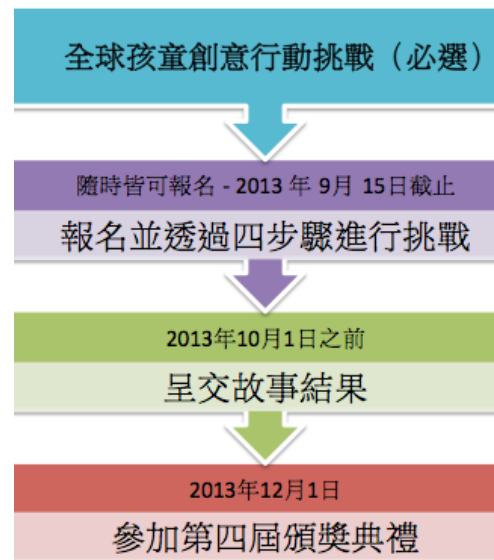 全球孩童創意行動挑戰（必選）
隨時皆可報名 - 2013 年 9月 15日截止
報名並透過四步驟進行挑戰
2013年10月1日之前
呈交故事結果
2013年12月1日
參加第四屆頒獎典禮